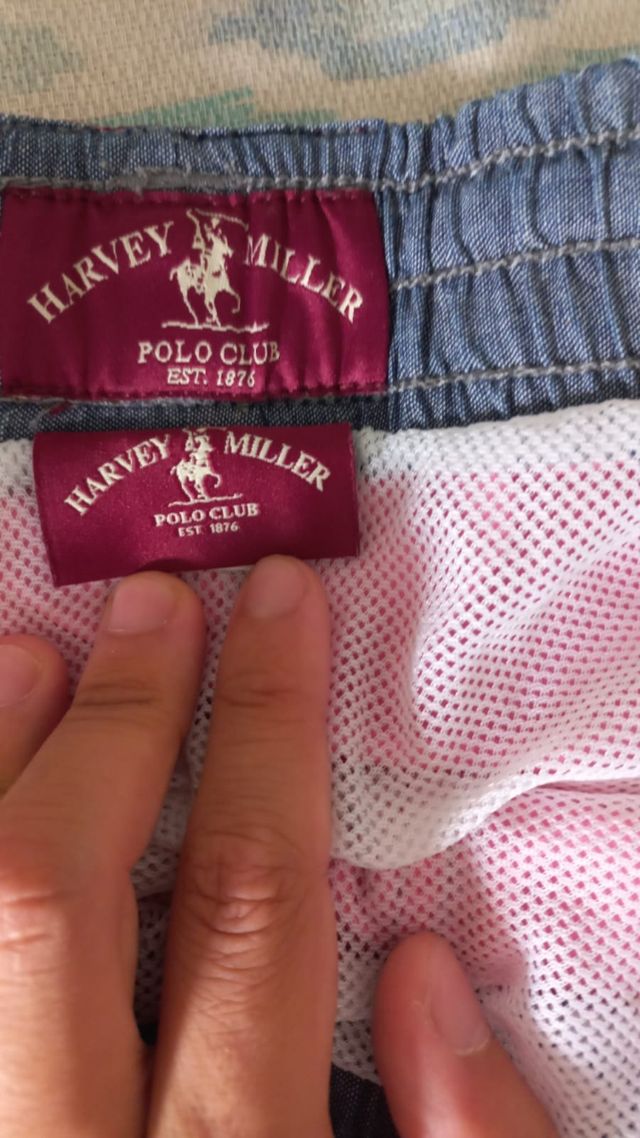 HARVEY MILLER
POLO CLUB
EST. 1876
HARVEY MILLER
POLO CLUB
EST 1876